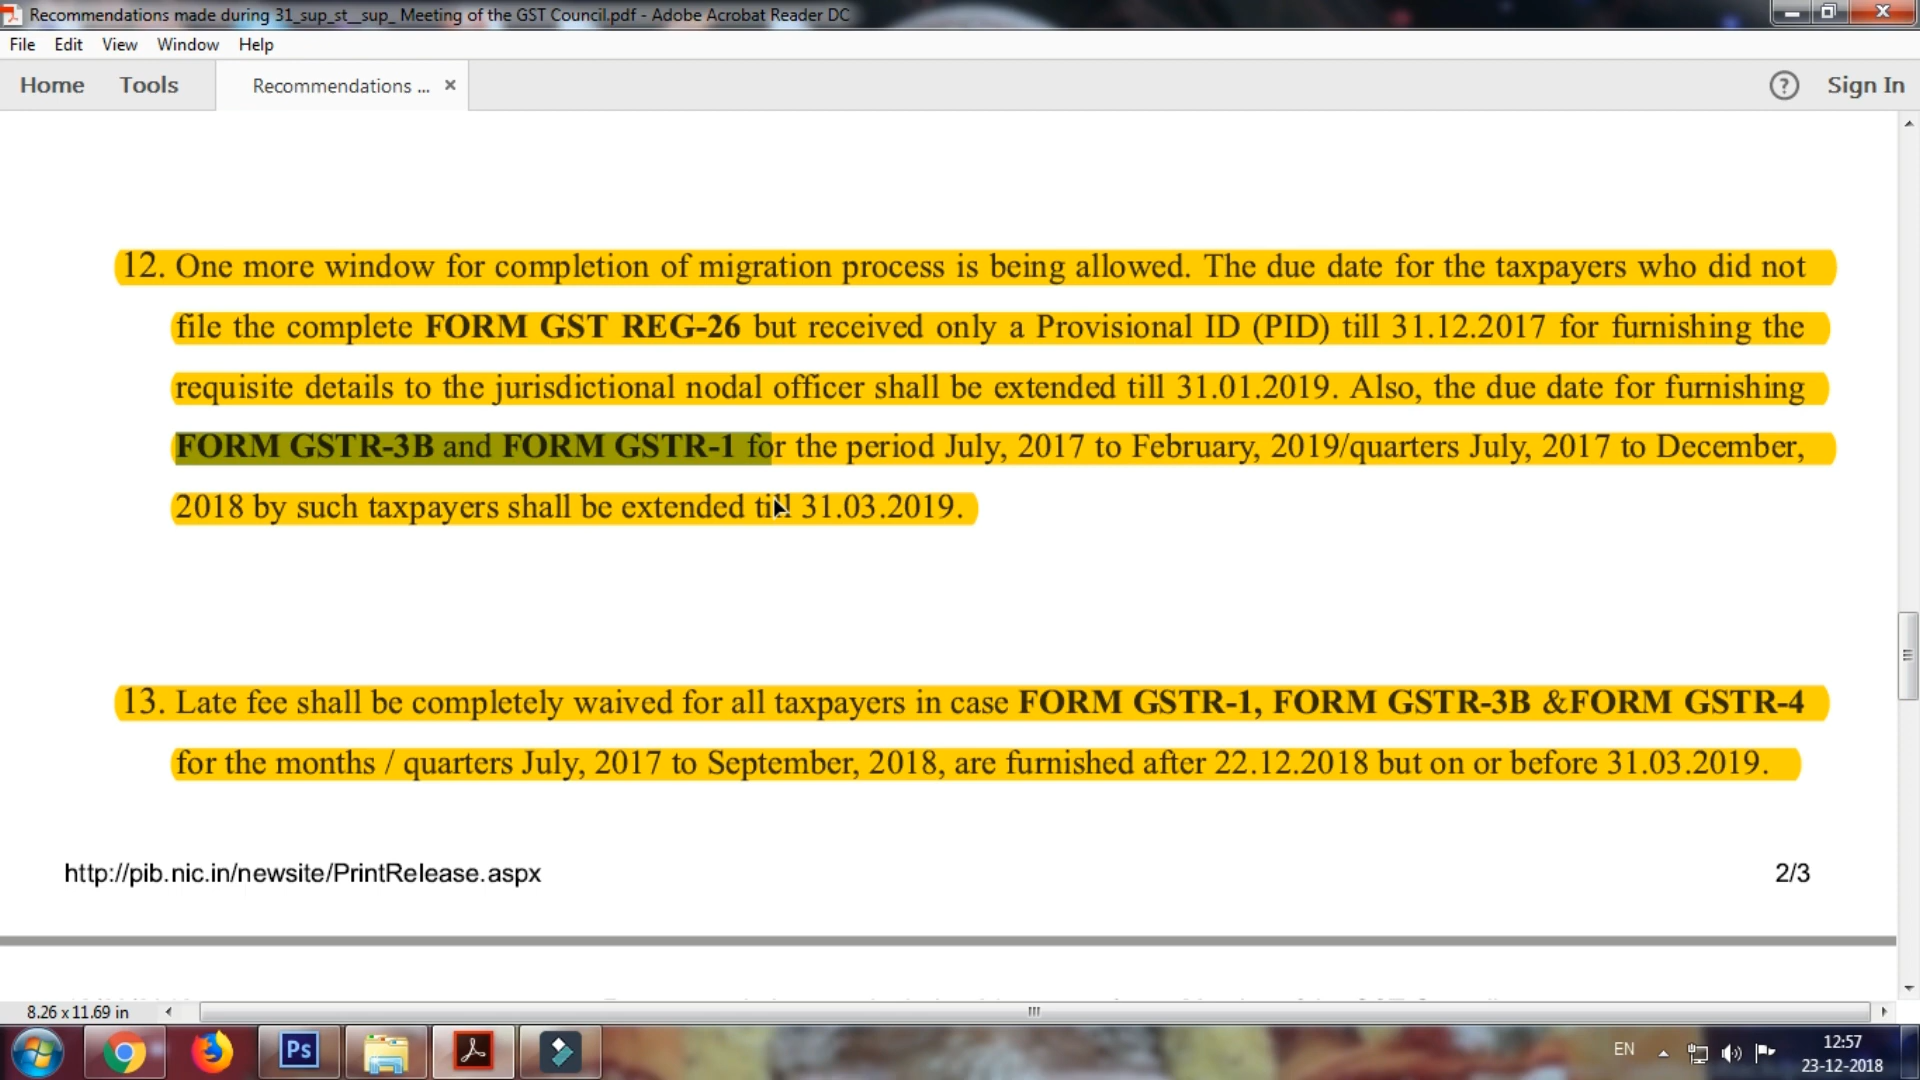 Recommendations made during 31_sup_st__sup_ Meeting of the GST Council.pdf - Adobe Acrobat Reader DC
File Edit View Window Help
Home Tools Recommendations ... × ? Sign In
12. One more window for completion of migration process is being allowed. The due date for the taxpayers who did not
file the complete FORM GST REG-26 but received only a Provisional ID (PID) till 31.12.2017 for furnishing the
requisite details to the jurisdictional nodal officer shall be extended till 31.01.2019. Also, the due date for furnishing
FORM GSTR-3B and FORM GSTR-1 for the period July, 2017 to February, 2019/quarters July, 2017 to December,
2018 by such taxpayers shall be extended till 31.03.2019.
13. Late fee shall be completely waived for all taxpayers in case FORM GSTR-1, FORM GSTR-3B &FORM GSTR-4
for the months / quarters July, 2017 to September, 2018, are furnished after 22.12.2018 but on or before 31.03.2019.
http://pib.nic.in/newsite/PrintRelease.aspx 2/3
8.26 x 11.69 in
Ps
EN
12:57
23-12-2018